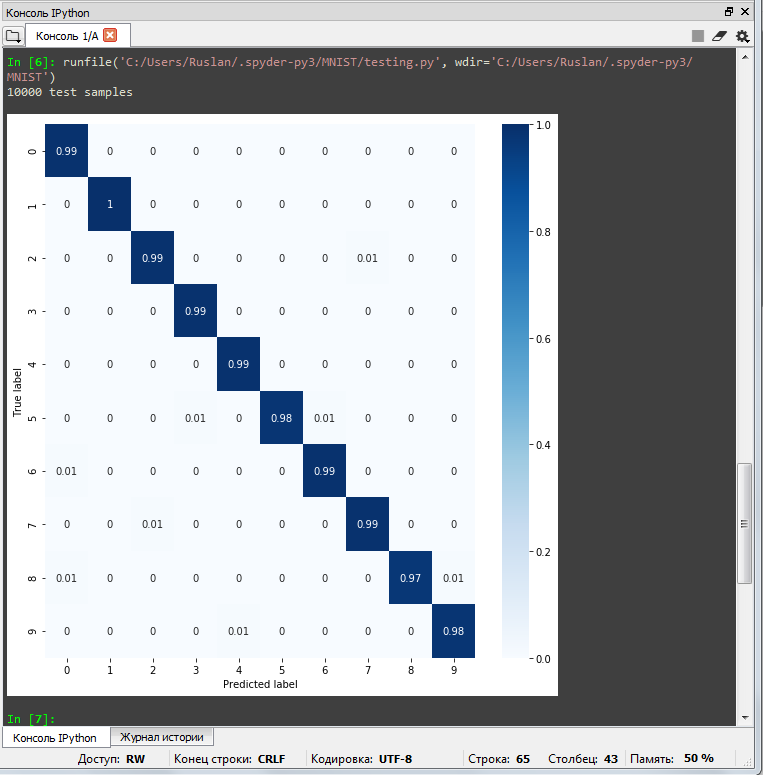 Консоль IPython
Консоль 1/A
In [6]: runfile('C:/Users/Ruslan/.spyder-py3/MNIST/testing.py', wdir='C:/Users/Ruslan/.spyder-py3/
MNIST')
10000 test samples
0 0.99 0 0 0 0 0 0 0 0 0
1 0 1 0 0 0 0 0 0 0 0
2 0 0 0.99 0 0 0 0 0.01 0 0
3 0 0 0 0.99 0 0 0 0 0 0
4 0 0 0 0 0.99 0 0 0 0 0
5 0 0 0 0.01 0 0.98 0.01 0 0 0
6 0.01 0 0 0 0 0 0.99 0 0 0
7 0 0 0.01 0 0 0 0 0.99 0 0
8 0.01 0 0 0 0 0 0 0 0.97 0.01
9 0 0 0 0 0.01 0 0 0 0 0.98
0 1 2 3 4 5 6 7 8 9
True label
Predicted label
1.0
0.8
0.6
0.4
0.2
0.0
In [7]:
Консоль IPython Журнал истории
Доступ: RW Конец строки: CRLF Кодировка: UTF-8 Строка: 65 Столбец: 43 Память: 50 %